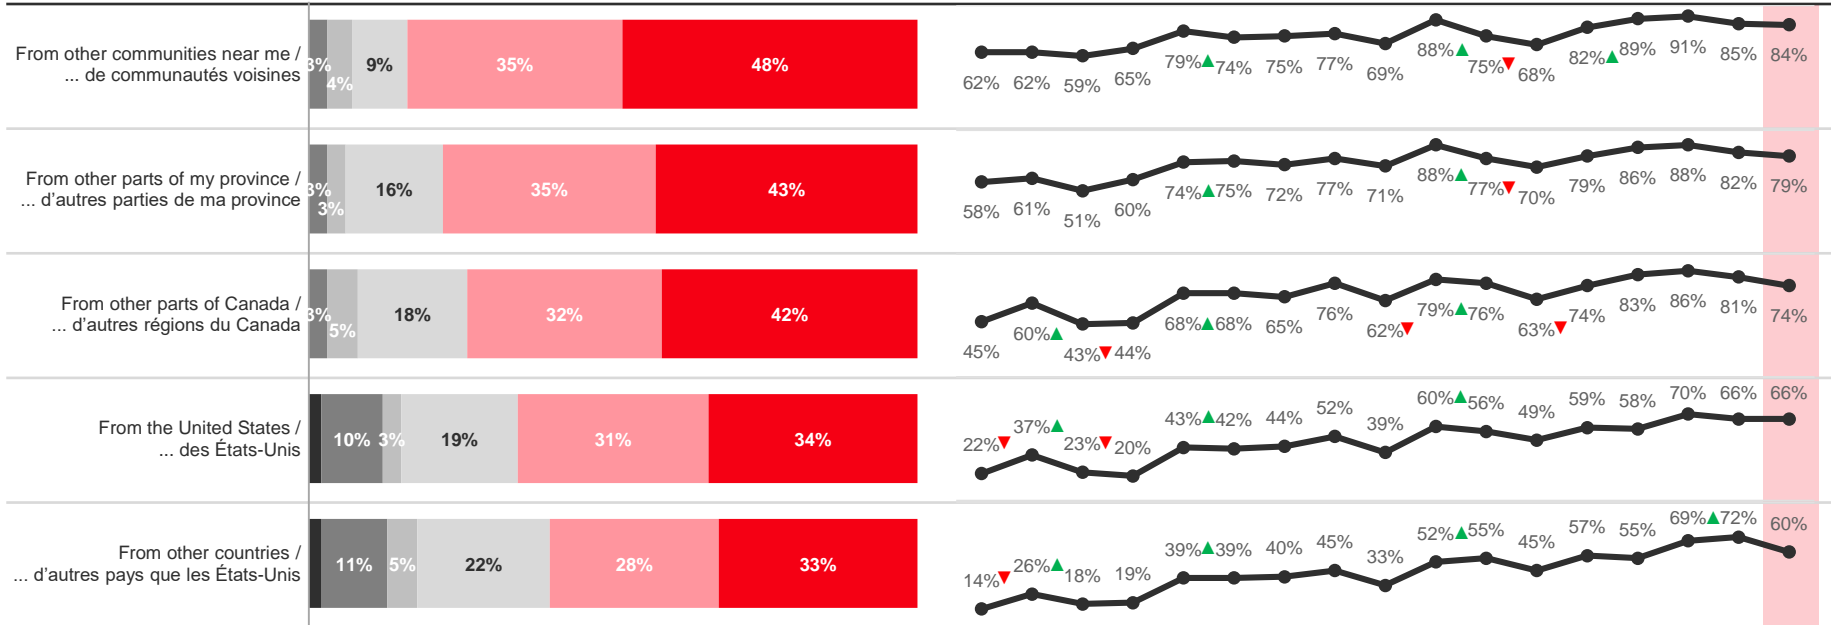 From other communities near me /
... de communautés voisines
3%
4%
9%
35%
48%
62% 62% 59% 65% 79%▲74% 75% 77% 69% 88%▲75%▼68% 82%▲89% 91% 85% 84%
From other parts of my province /
... d'autres parties de ma province
3%
3%
16%
35%
43%
58% 61% 51% 60% 74%▲75% 72% 77% 71% 88%▲77%▼70% 79% 86% 88% 82% 79%
From other parts of Canada /
... d'autres régions du Canada
3%
5%
18%
32%
42%
45% 60%▲43%▼44% 68%▲68% 65% 76% 62%▼79%▲76% 63%▼74% 83% 86% 81% 74%
From the United States /
... des États-Unis
10%
3%
19%
31%
34%
22%▼37%▲23%▼20% 43%▲42% 44% 52% 39% 60%▲56% 49% 59% 58% 70% 66% 66%
From other countries /
... d'autres pays que les États-Unis
11%
5%
22%
28%
33%
14%▼26%▲18% 19% 39%▲39% 40% 45% 33% 52%▲55% 45% 57% 55% 69%▲72% 60%